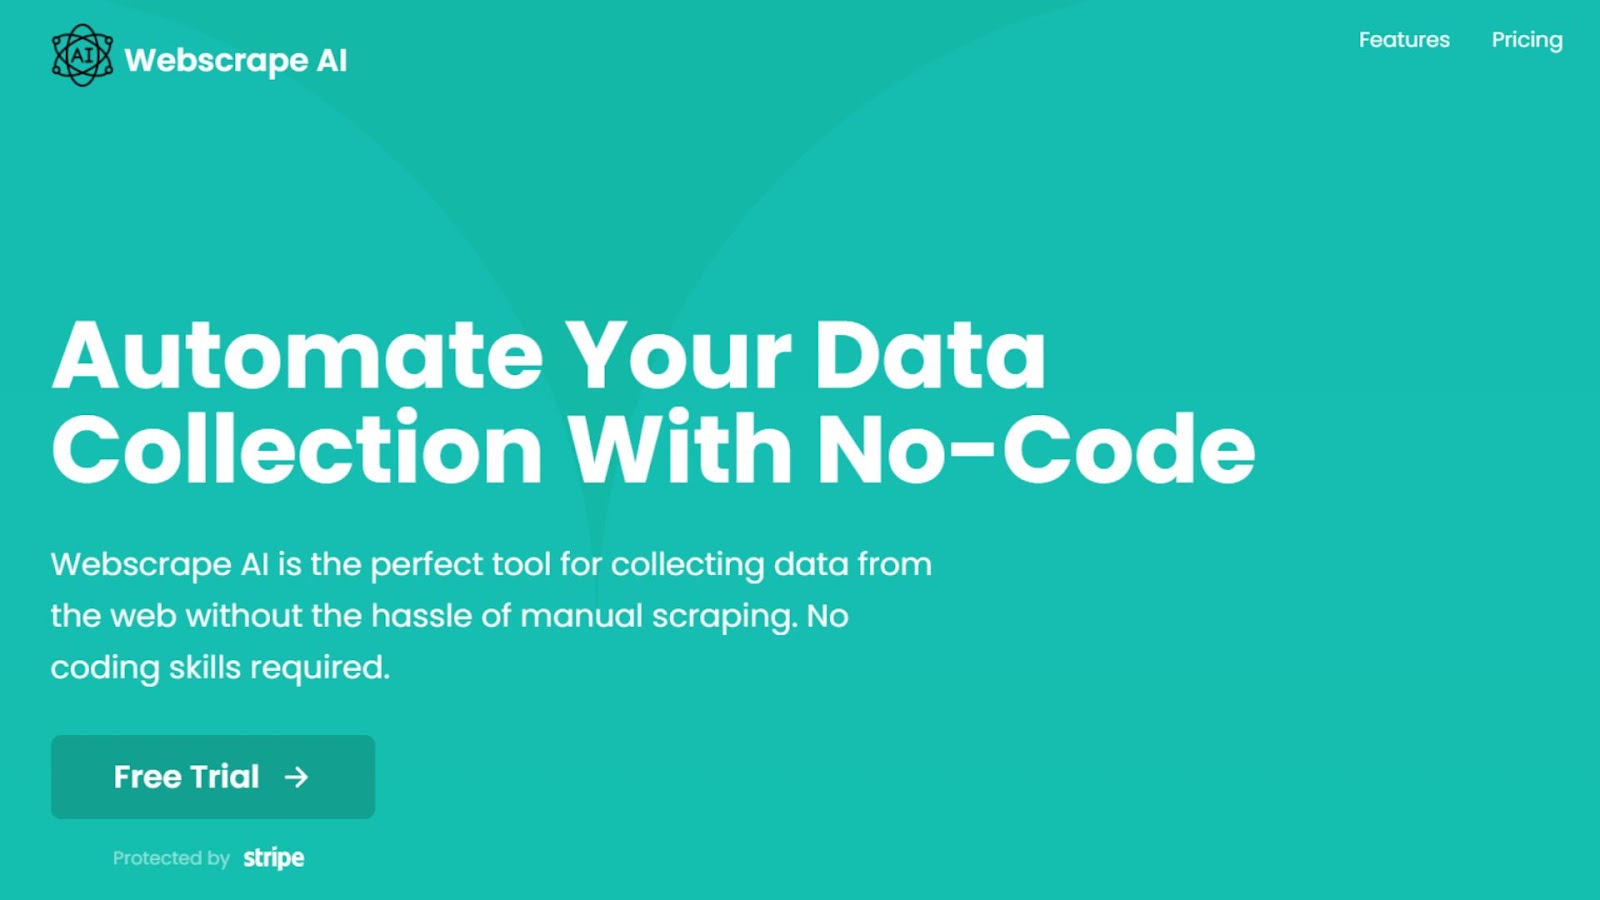 AI Webscrape AI
Features Pricing
Automate Your Data
Collection With No-Code
Webscrape AI is the perfect tool for collecting data from
the web without the hassle of manual scraping. No
coding skills required.
Free Trial →
Protected by stripe